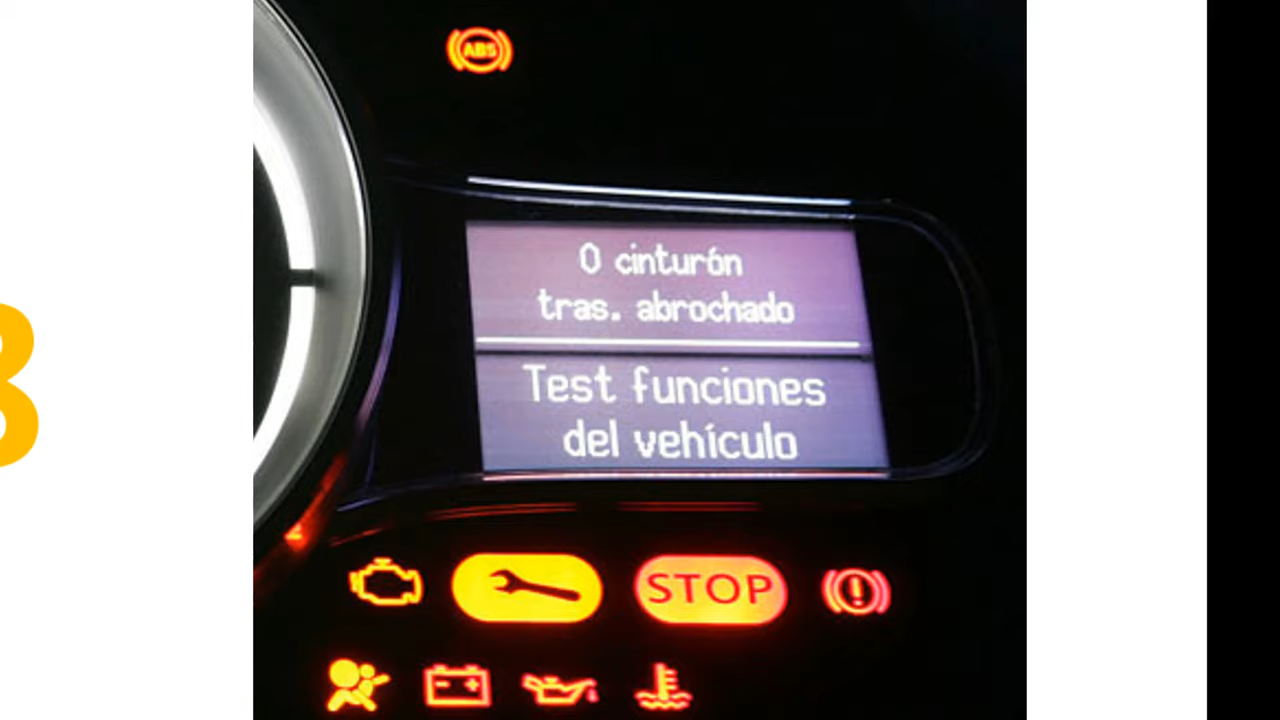 ABS
0 cinturón
tras. abrochado
Test funciones
del vehículo
STOP